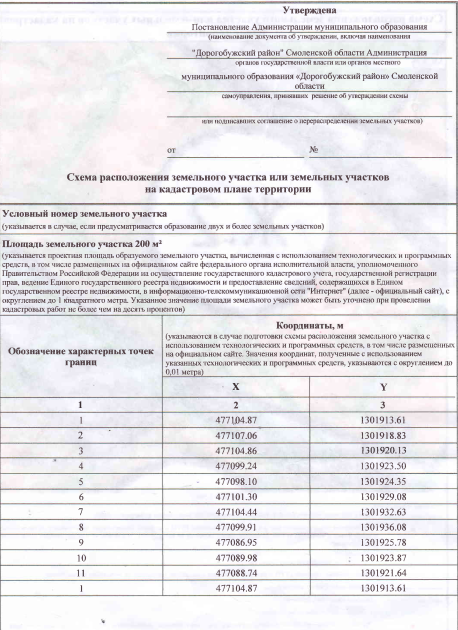 Утверждена
Постановление Администрации муниципального образования
(наименование документа об утверждении, включая наименования
"Дорогобужский район" Смоленской области Администрация
органов государственной власти или органов местного
муниципального образования «Дорогобужский район» Смоленской
области
самоуправления, принявших решение об утверждении схемы
или подписавших соглашение о перераспределении земельных участков)
от №
Схема расположения земельного участка или земельных участков
на кадастровом плане территории
Условный номер земельного участка
(указывается в случае, если предусматривается образование двух и более земельных участков)
Площадь земельного участка 200 м²
(указывается проектная площадь образуемого земельного участка, вычисленная с использованием технологических и программных
средств, в том числе размещенных на официальном сайте федерального органа исполнительной власти, уполномоченного
Правительством Российской Федерации на осуществление государственного кадастрового учета, государственной регистрации
прав, ведение Единого государственного реестра недвижимости и предоставление сведений, содержащихся в Едином
государственном реестре недвижимости, в информационно-телекоммуникационной сети "Интернет" (далее - официальный сайт), с
округлением до 1 квадратного метра. Указанное значение площади земельного участка может быть уточнено при проведении
кадастровых работ не более чем на десять процентов)
Обозначение характерных точек
границ
Координаты, м
(указываются в случае подготовки схемы расположения земельного участка с
использованием технологических и программных средств, в том числе размещенных
на официальном сайте. Значения координат, полученные с использованием
указанных технологических и программных средств, указываются с округлением до
0,01 метра)
X Y
1 2 3
1 477104.87 1301913.61
2 477107.06 1301918.83
3 477104.86 1301920.13
4 477099.24 1301923.50
5 477098.10 1301924.35
6 477101.30 1301929.08
7 477104.44 1301932.63
8 477099.91 1301936.08
9 477086.95 1301925.78
10 477089.98 1301923.87
11 477088.74 1301921.64
1 477104.87 1301913.61